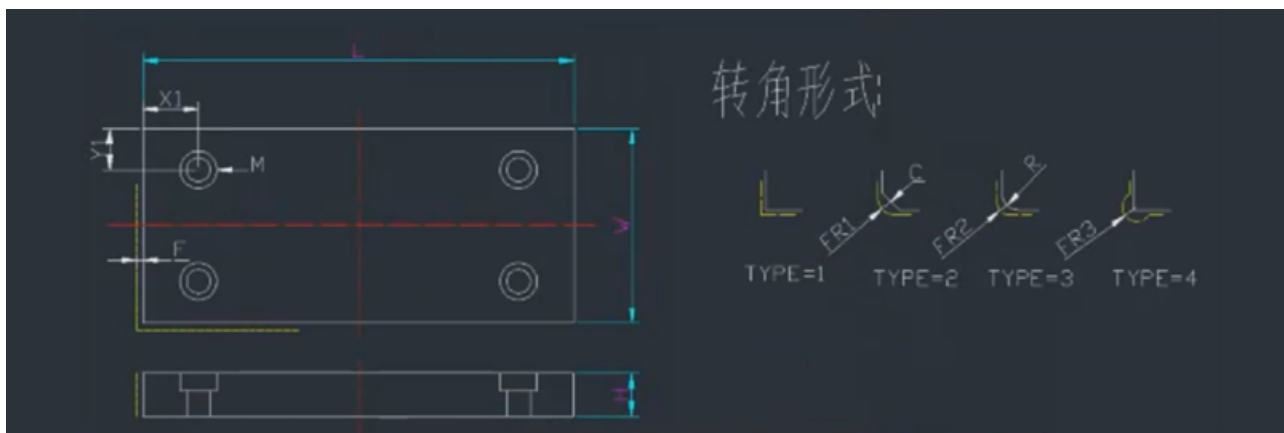 L
X1
转角形式:
Y1
M
C
R
W
F
FR1
FR2
FR3
TYPE=1
TYPE=2
TYPE=3
TYPE=4
H